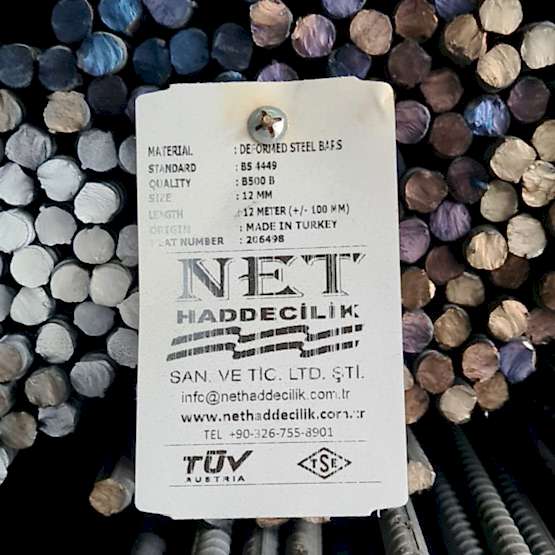 MATERIAL : DEFORMED STEEL BARS
STANDARD : BS 4449
QUALITY : B500 B
SIZE : 12 MM
LENGTH : 12 METER (+/- 100 MM)
ORIGIN : MADE IN TURKEY
HEAT NUMBER : 206498
NET
HADDECİLİK
SAN. VE TİC. LTD. ŞTİ.
info@nethaddecilik.com.tr
www.nethaddecilik.com.tr
TEL +90-326-755-8901
TÜV
AUSTRIA
TSE